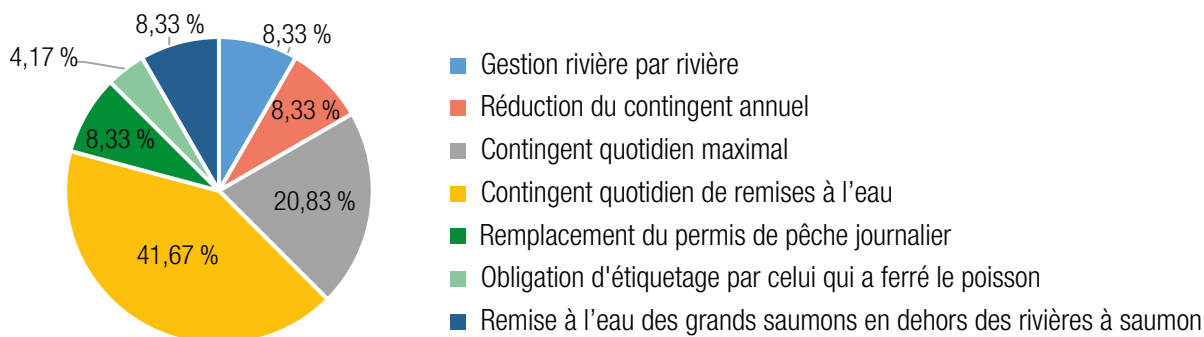 8,33 %
8,33 %
4,17 %
8,33 %
8,33 %
20,83 %
41,67 %
Gestion rivière par rivière
Réduction du contingent annuel
Contingent quotidien maximal
Contingent quotidien de remises à l’eau
Remplacement du permis de pêche journalier
Obligation d'étiquetage par celui qui a ferré le poisson
Remise à l’eau des grands saumons en dehors des rivières à saumon